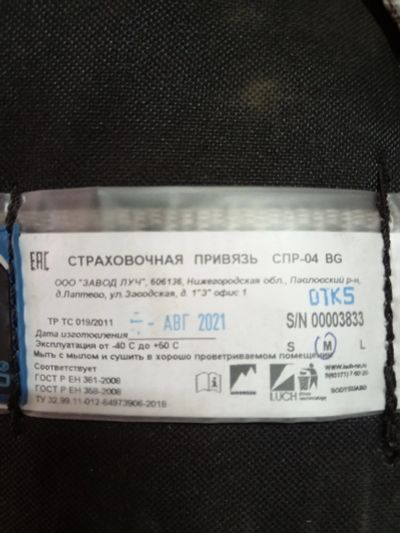 EAC СТРАХОВОЧНАЯ ПРИВЯЗЬ СПР-04 BG
ООО "ЗАВОД ЛУЧ", 606136, Нижегородская обл., Павловский р-н,
д.Лаптево, ул.Заводская, д. 1"З" офис 1
ОТК5
ТР ТС 019/2011
- АВГ 2021
S/N 00003833
Дата изготовления
Эксплуатация от -40 С до +50 С
S M L
Мыть с мылом и сушить в хорошо проветриваемом помещении
Соответствует
ГОСТ Р ЕН 361-2008
ГОСТ Р ЕН 358-2008
ТУ 32.99.11-012-64973906-2018
LUCH